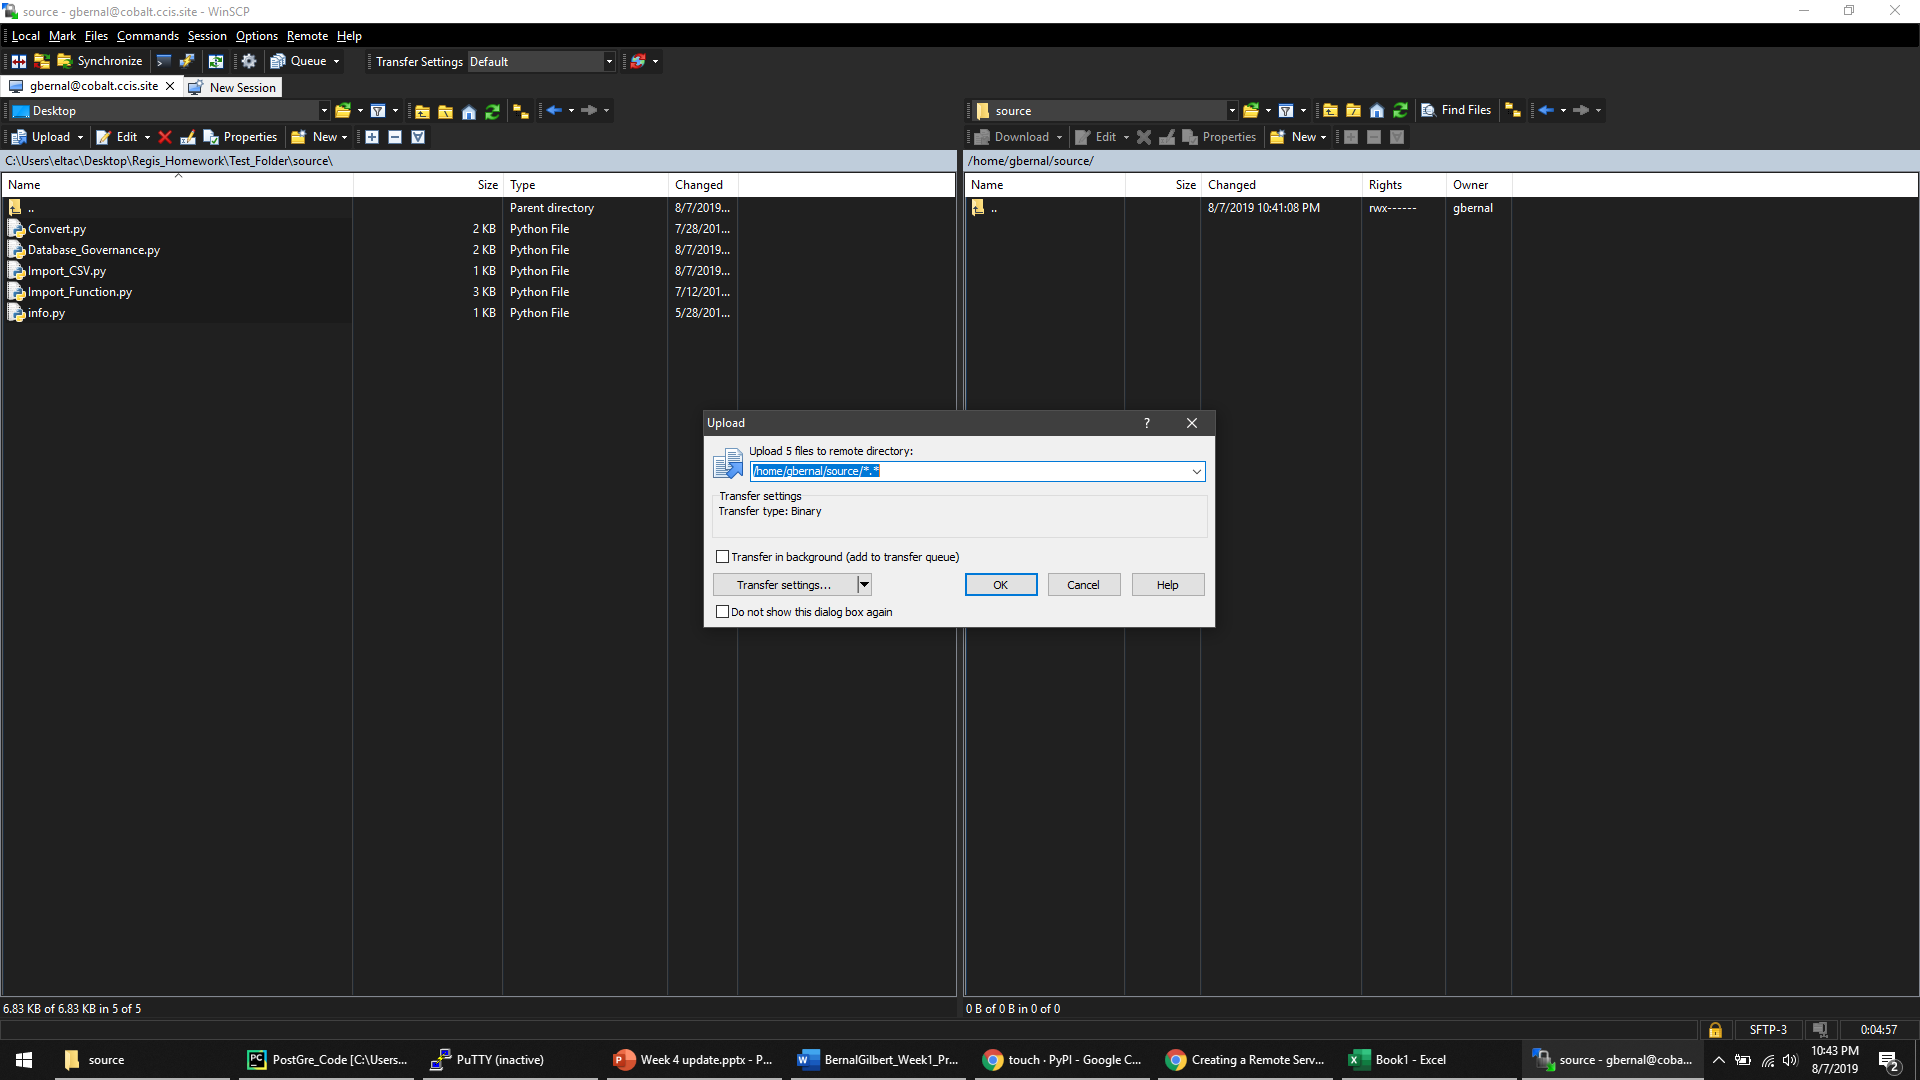 source - gbernal@cobalt.ccis.site - WinSCP
Local Mark Files Commands Session Options Remote Help
Synchronize Queue Transfer Settings Default
gbernal@cobalt.ccis.site New Session
Desktop
source Find Files
Upload Edit Properties New
Download Edit Properties New
C:\Users\eltac\Desktop\Regis_Homework\Test_Folder\source\
/home/gbernal/source/
Name Size Type Changed
.. Parent directory 8/7/2019...
Convert.py 2 KB Python File 7/28/201...
Database_Governance.py 2 KB Python File 8/7/2019...
Import_CSV.py 1 KB Python File 8/7/2019...
Import_Function.py 3 KB Python File 7/12/201...
info.py 1 KB Python File 5/28/201...
Name Size Changed Rights Owner
.. 8/7/2019 10:41:08 PM rwx------ gbernal
Upload ?
Upload 5 files to remote directory:
/home/gbernal/source/*.*
Transfer settings
Transfer type: Binary
Transfer in background (add to transfer queue)
Transfer settings... OK Cancel Help
Do not show this dialog box again
6.83 KB of 6.83 KB in 5 of 5
0 B of 0 B in 0 of 0
SFTP-3 0:04:57
source
PC PostGre_Code [C:\Users...
PuTTY (inactive)
Week 4 update.pptx - P...
BernalGilbert_Week1_Pr...
touch · PyPI - Google C...
Creating a Remote Serv...
Book1 - Excel
source - gbernal@coba...
10:43 PM
8/7/2019
2